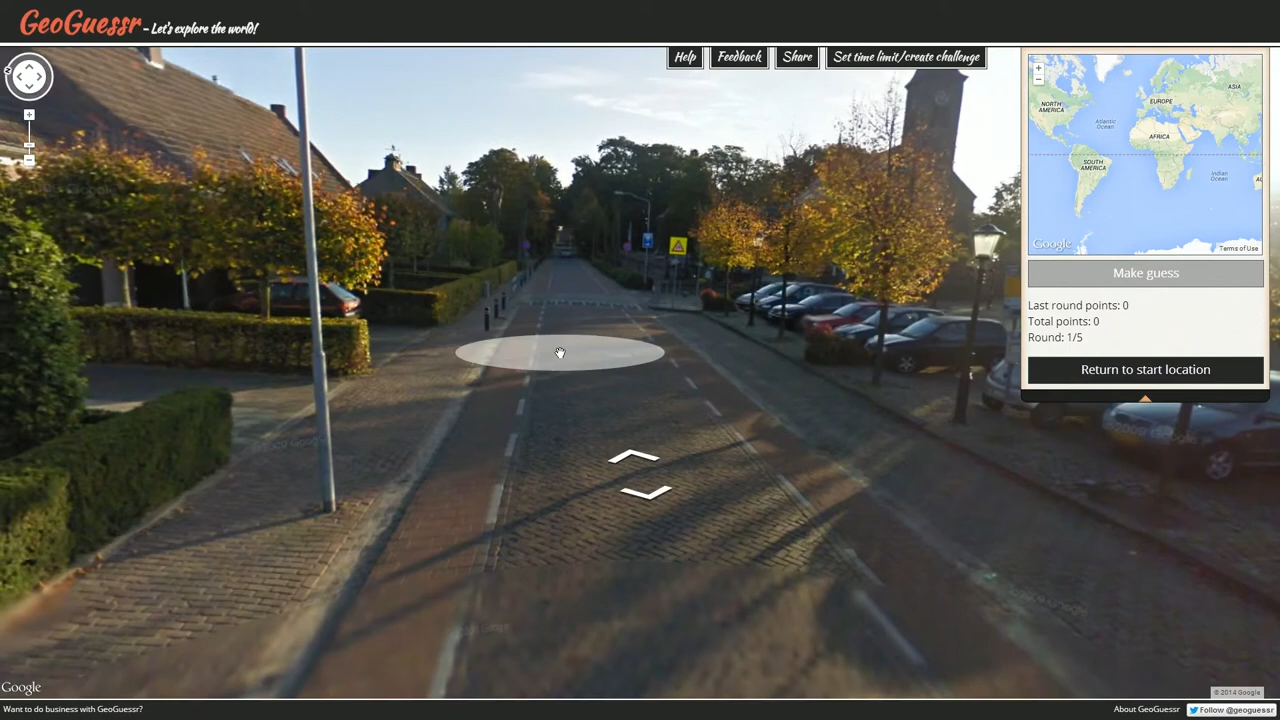 GeoGuessr - Let's explore the world!
Help
Feedback
Share
Set time limit/create challenge
+
−
NORTH AMERICA
Atlantic Ocean
EUROPE
ASIA
AFRICA
SOUTH AMERICA
Indian Ocean
Google
Terms of Use
Make guess
Last round points: 0
Total points: 0
Round: 1/5
Return to start location
Google
© 2014 Google
Want to do business with GeoGuessr?
About GeoGuessr
Follow @geoguessr